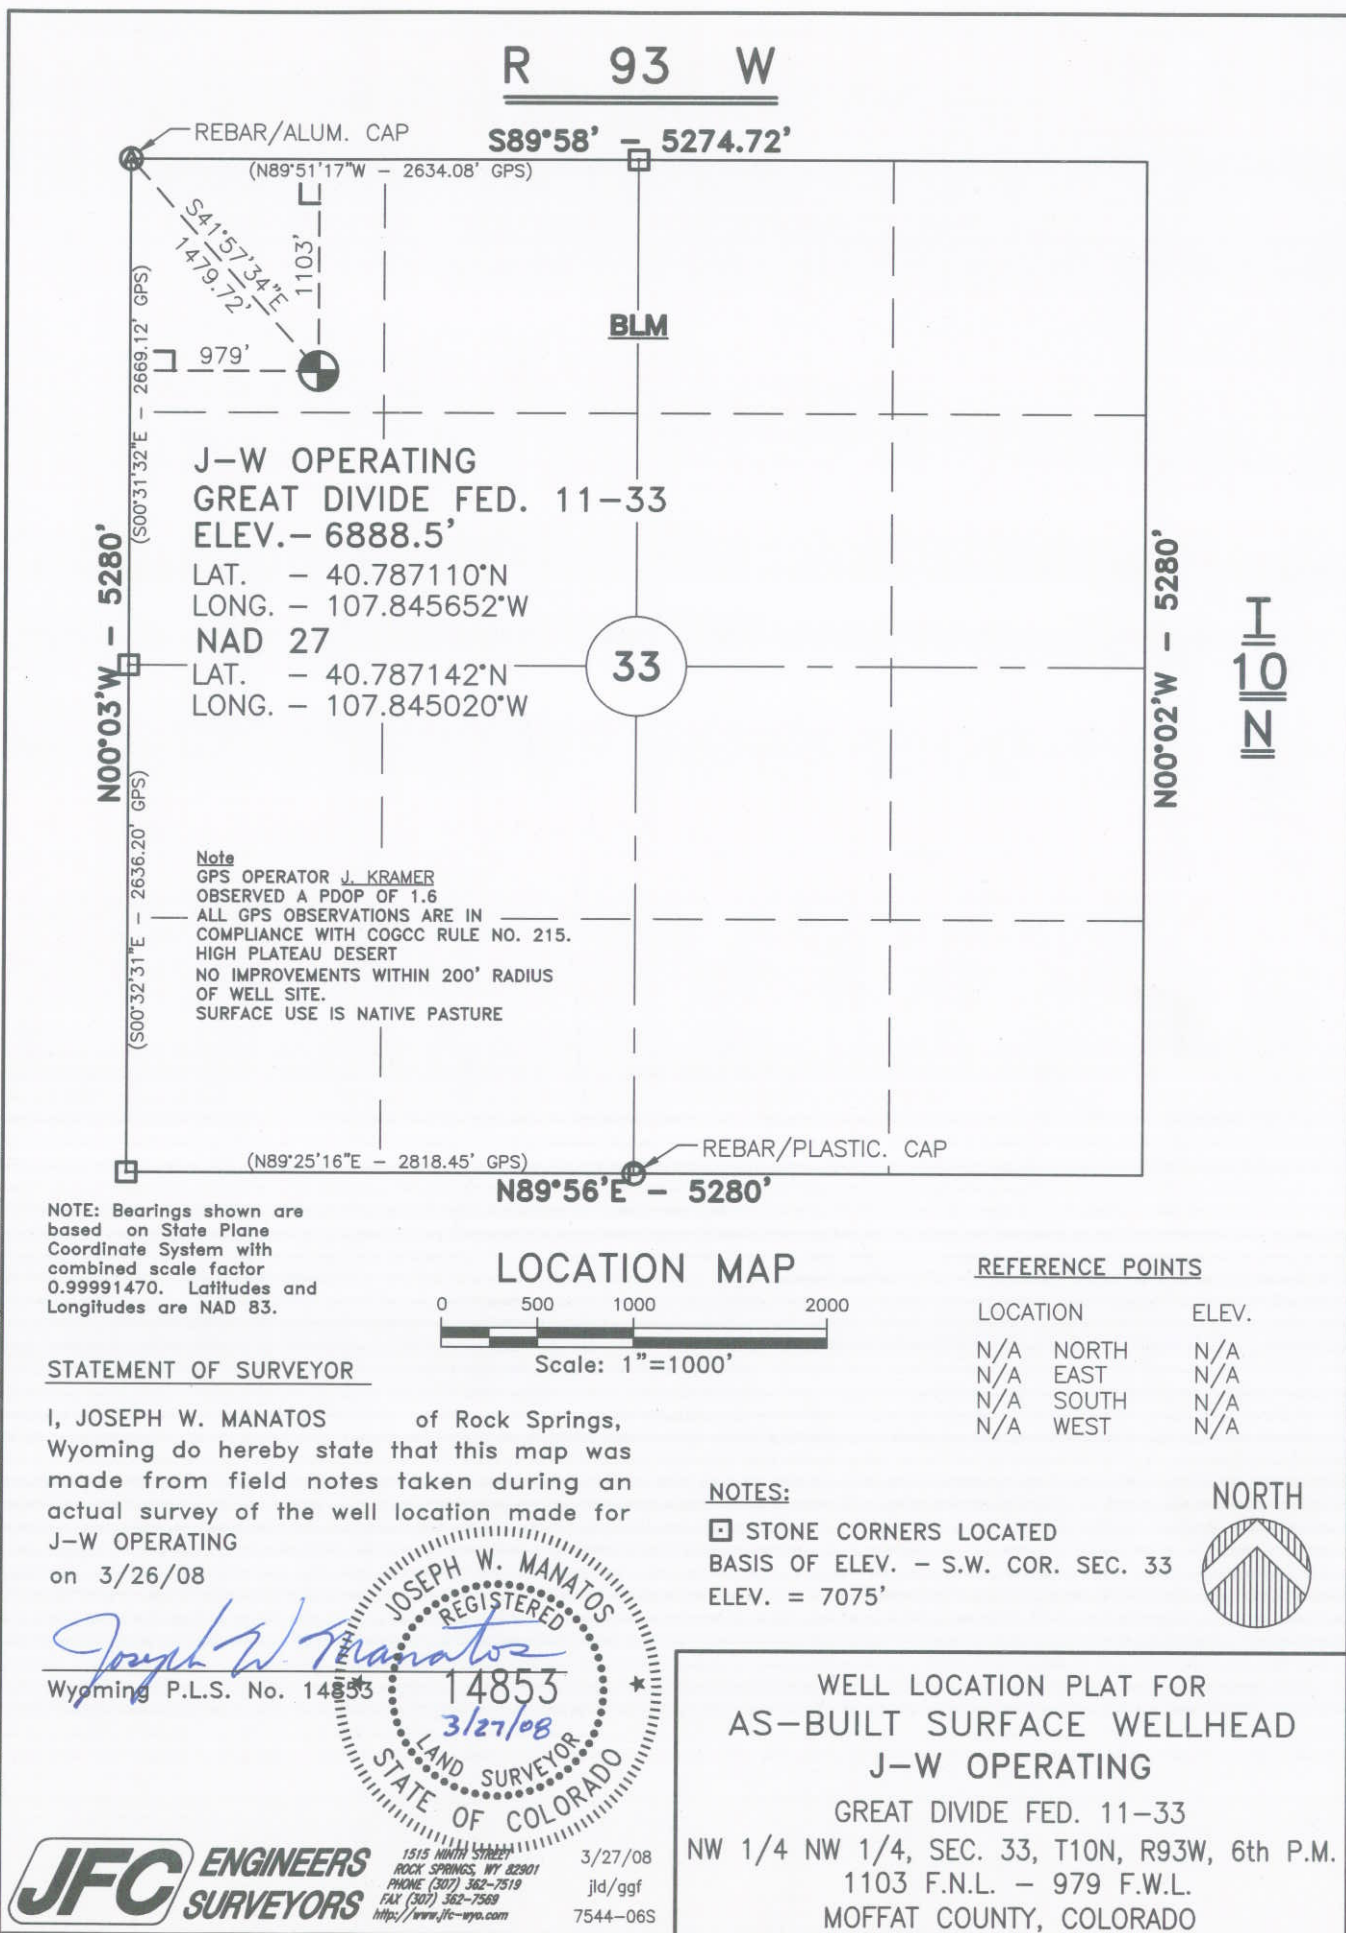 R 93 W
REBAR/ALUM. CAP
S89°58' - 5274.72'
(N89°51'17"W - 2634.08' GPS)
S41°57'34"E
1479.72'
1103'
979'
(S00°31'32"E - 2669.12' GPS)
BLM
J-W OPERATING
GREAT DIVIDE FED. 11-33
ELEV.- 6888.5'
LAT. - 40.787110°N
LONG. - 107.845652°W
NAD 27
LAT. - 40.787142°N
LONG. - 107.845020°W
33
N00°03'W - 5280'
N00°02'W - 5280'
T
10
N
(S00°32'31"E - 2636.20' GPS)
Note
GPS OPERATOR J. KRAMER
OBSERVED A PDOP OF 1.6
ALL GPS OBSERVATIONS ARE IN
COMPLIANCE WITH COGCC RULE NO. 215.
HIGH PLATEAU DESERT
NO IMPROVEMENTS WITHIN 200' RADIUS
OF WELL SITE.
SURFACE USE IS NATIVE PASTURE
REBAR/PLASTIC. CAP
(N89°25'16"E - 2818.45' GPS)
N89°56'E - 5280'
NOTE: Bearings shown are
based on State Plane
Coordinate System with
combined scale factor
0.99991470. Latitudes and
Longitudes are NAD 83.
LOCATION MAP
0 500 1000 2000
Scale: 1"=1000'
REFERENCE POINTS
LOCATION ELEV.
N/A NORTH N/A
N/A EAST N/A
N/A SOUTH N/A
N/A WEST N/A
STATEMENT OF SURVEYOR
I, JOSEPH W. MANATOS of Rock Springs,
Wyoming do hereby state that this map was
made from field notes taken during an
actual survey of the well location made for
J-W OPERATING
on 3/26/08
Joseph W. Manatos
Wyoming P.L.S. No. 14853
JOSEPH W. MANATOS
REGISTERED
14853
3/27/08
LAND SURVEYOR
STATE OF COLORADO
NOTES:
STONE CORNERS LOCATED
BASIS OF ELEV. - S.W. COR. SEC. 33
ELEV. = 7075'
NORTH
WELL LOCATION PLAT FOR
AS-BUILT SURFACE WELLHEAD
J-W OPERATING
GREAT DIVIDE FED. 11-33
NW 1/4 NW 1/4, SEC. 33, T10N, R93W, 6th P.M.
1103 F.N.L. - 979 F.W.L.
MOFFAT COUNTY, COLORADO
JFC ENGINEERS
SURVEYORS
1515 NINTH STREET
ROCK SPRINGS, WY 82901
PHONE (307) 362-7519
FAX (307) 362-7569
http://www.jfc-wyo.com
3/27/08
jld/ggf
7544-06S